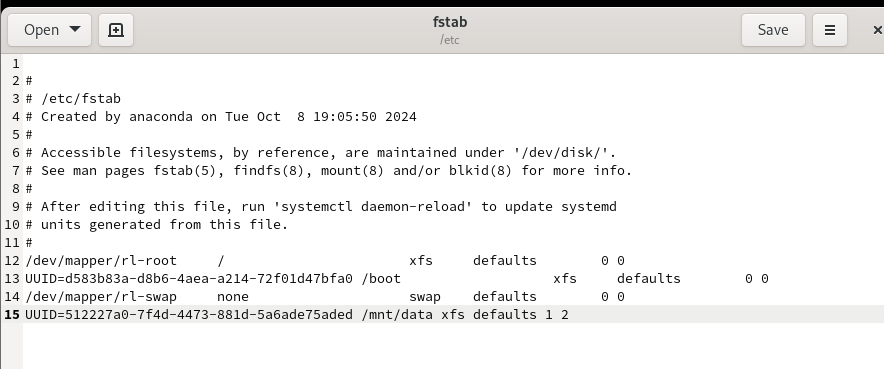 Open
fstab
/etc
Save
1
2 #
3 # /etc/fstab
4 # Created by anaconda on Tue Oct  8 19:05:50 2024
5 #
6 # Accessible filesystems, by reference, are maintained under '/dev/disk/'.
7 # See man pages fstab(5), findfs(8), mount(8) and/or blkid(8) for more info.
8 #
9 # After editing this file, run 'systemctl daemon-reload' to update systemd
10 # units generated from this file.
11 #
12 /dev/mapper/rl-root     /                       xfs     defaults        0 0
13 UUID=d583b83a-d8b6-4aea-a214-72f01d47bfa0 /boot                   xfs     defaults        0 0
14 /dev/mapper/rl-swap     none                    swap    defaults        0 0
15 UUID=512227a0-7f4d-4473-881d-5a6ade75aded /mnt/data xfs defaults 1 2